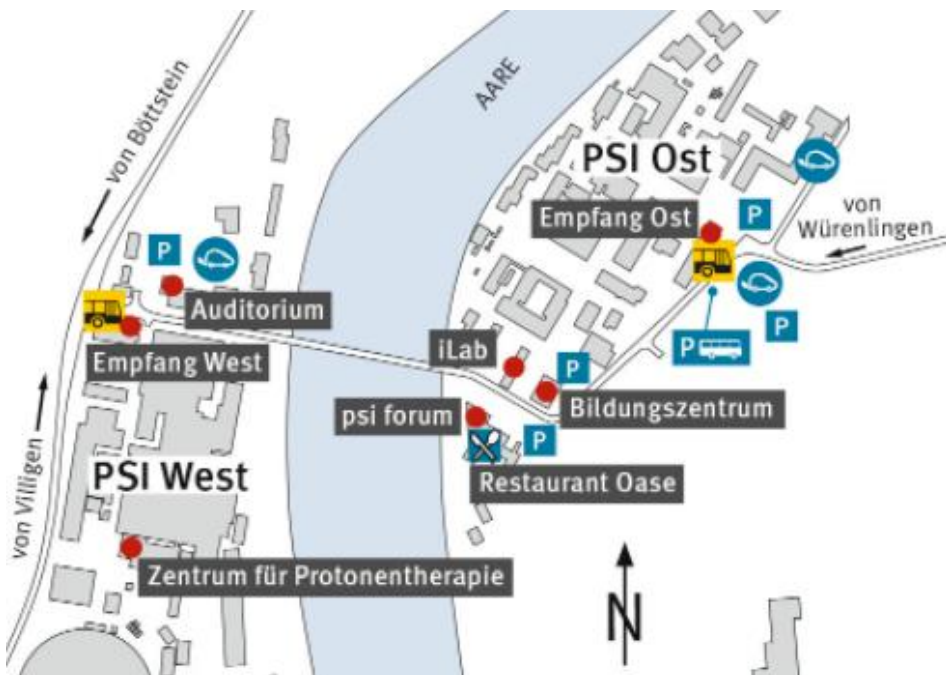 von Böttstein
AARE
PSI Ost
P
Empfang Ost
von
Würenlingen
P
Auditorium
P
P
iLab
Empfang West
P
Bildungszentrum
psi forum
P
von Villigen
PSI West
Restaurant Oase
Zentrum für Protonentherapie
N